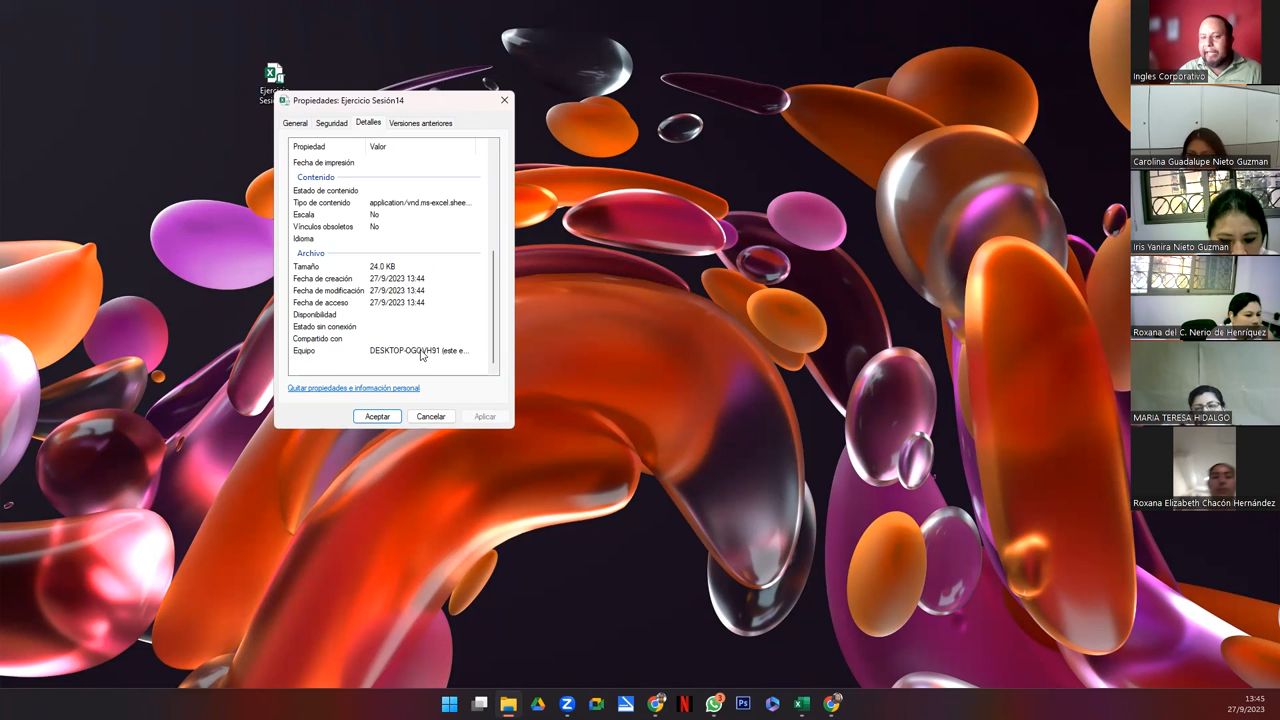 Ejercicio
Sesi
Propiedades: Ejercicio Sesión14
General Seguridad Detalles Versiones anteriores
Propiedad Valor
Fecha de impresión
Contenido
Estado de contenido
Tipo de contenido application/vnd.ms-excel.shee...
Escala No
Vínculos obsoletos No
Idioma
Archivo
Tamaño 24.0 KB
Fecha de creación 27/9/2023 13:44
Fecha de modificación 27/9/2023 13:44
Fecha de acceso 27/9/2023 13:44
Disponibilidad
Estado sin conexión
Compartido con
Equipo (este e...
Quitar propiedades e información personal
Aceptar Cancelar Aplicar
Ingles Corporativo
Carolina Guadalupe Nieto Guzman
Iris Yanira Nieto Guzman
Roxana del C. Nerio de Henríquez
MARIA TERESA HIDALGO
Roxana Elizabeth Chacón Hernández
3
Ps
13:45
27/9/2023